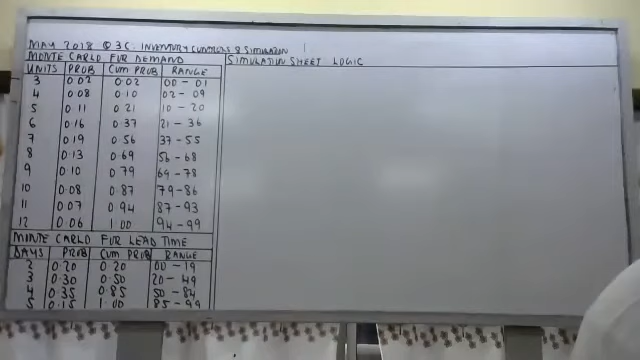 MAY 2018 Q 3C: INVENTORY CONTROLS & SIMULATION
MONTE CARLO FOR DEMAND
SIMULATION SHEET: LOGIC
UNITS PROB CUM PROB RANGE
3 0.02 0.02 00 - 01
4 0.08 0.10 02 - 09
5 0.11 0.21 10 - 20
6 0.16 0.37 21 - 36
7 0.19 0.56 37 - 55
8 0.13 0.69 56 - 68
9 0.10 0.79 69 - 78
10 0.08 0.87 79 - 86
11 0.07 0.94 87 - 93
12 0.06 1.00 94 - 99
MONTE CARLO FOR LEAD TIME
DAYS PROB CUM PROB RANGE
2 0.20 0.20 00 - 19
3 0.30 0.50 20 - 49
4 0.35 0.85 50 - 84
5 0.15 1.00 85 - 99